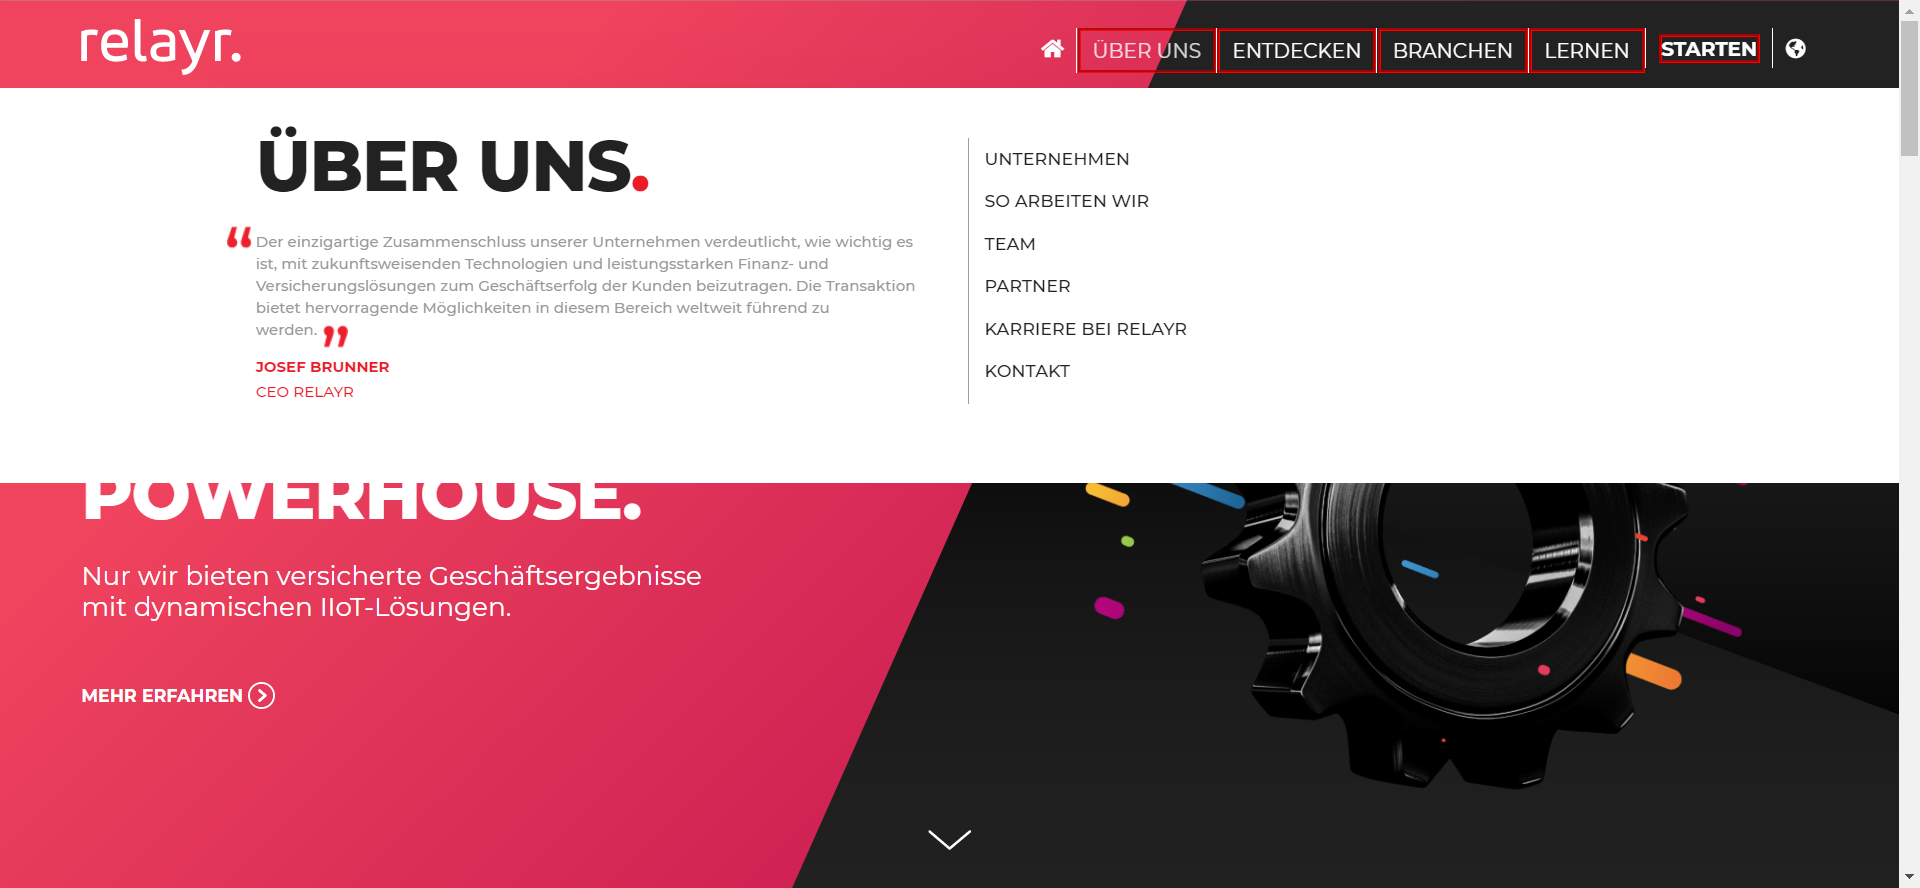 relayr.
ÜBER UNS
ENTDECKEN
BRANCHEN
LERNEN
STARTEN
ÜBER UNS.
“ Der einzigartige Zusammenschluss unserer Unternehmen verdeutlicht, wie wichtig es
ist, mit zukunftsweisenden Technologien und leistungsstarken Finanz- und
Versicherungslösungen zum Geschäftserfolg der Kunden beizutragen. Die Transaktion
bietet hervorragende Möglichkeiten in diesem Bereich weltweit führend zu
werden. ”
JOSEF BRUNNER
CEO RELAYR
UNTERNEHMEN
SO ARBEITEN WIR
TEAM
PARTNER
KARRIERE BEI RELAYR
KONTAKT
POWERHOUSE.
Nur wir bieten versicherte Geschäftsergebnisse
mit dynamischen IIoT-Lösungen.
MEHR ERFAHREN